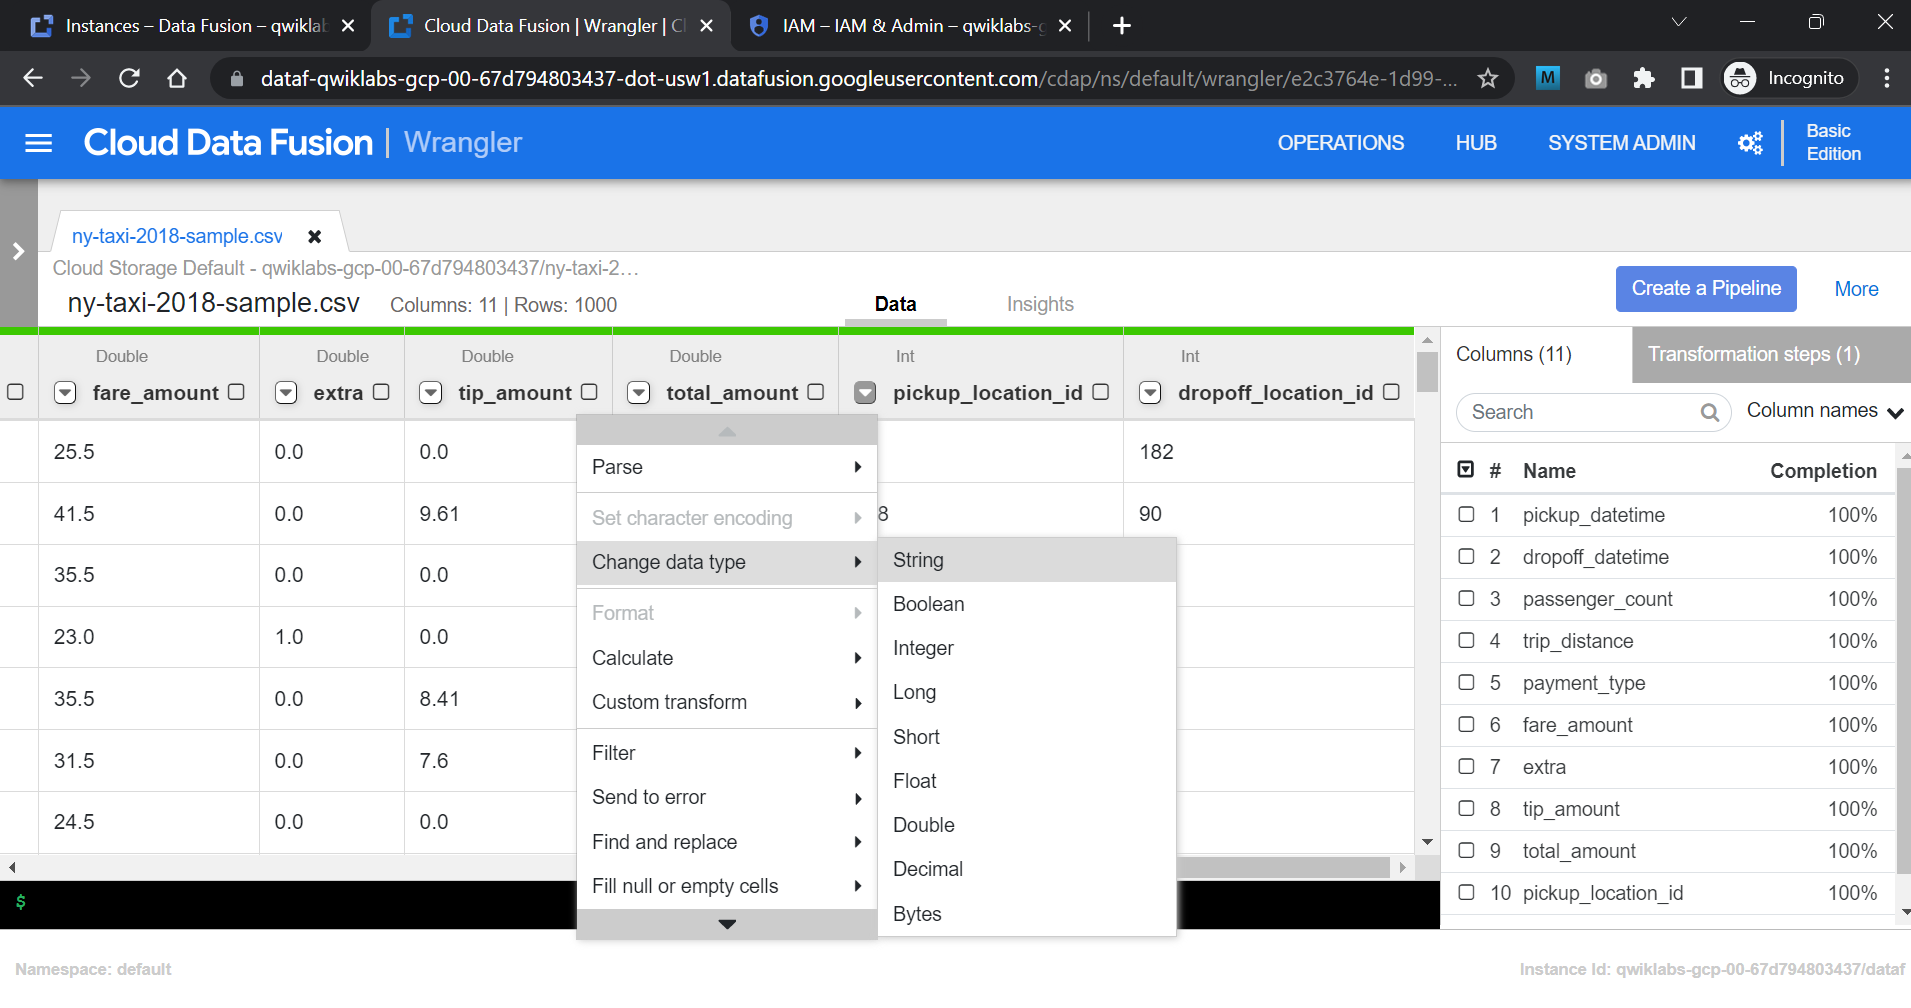 Instances – Data Fusion – qwiklab
Cloud Data Fusion | Wrangler | Cl
IAM – IAM & Admin – qwiklabs-g
dataf-qwiklabs-gcp-00-67d794803437-dot-usw1.datafusion.googleusercontent.com/cdap/ns/default/wrangler/e2c3764e-1d99-...
M
Incognito
Cloud Data Fusion | Wrangler
OPERATIONS
HUB
SYSTEM ADMIN
Basic
Edition
ny-taxi-2018-sample.csv
Cloud Storage Default - qwiklabs-gcp-00-67d794803437/ny-taxi-2…
ny-taxi-2018-sample.csv
Columns: 11 | Rows: 1000
Data
Insights
Create a Pipeline
More
Double Double Double Double Int Int
fare_amount extra tip_amount total_amount pickup_location_id dropoff_location_id
25.5 0.0 0.0 182
41.5 0.0 9.61 8 90
35.5 0.0 0.0
23.0 1.0 0.0
35.5 0.0 8.41
31.5 0.0 7.6
24.5 0.0 0.0
Parse
Set character encoding
Change data type
Format
Calculate
Custom transform
Filter
Send to error
Find and replace
Fill null or empty cells
String
Boolean
Integer
Long
Short
Float
Double
Decimal
Bytes
Columns (11)
Transformation steps (1)
Search
Column names
# Name Completion
1 pickup_datetime 100%
2 dropoff_datetime 100%
3 passenger_count 100%
4 trip_distance 100%
5 payment_type 100%
6 fare_amount 100%
7 extra 100%
8 tip_amount 100%
9 total_amount 100%
10 pickup_location_id 100%
$
Namespace: default
Instance Id: qwiklabs-gcp-00-67d794803437/dataf